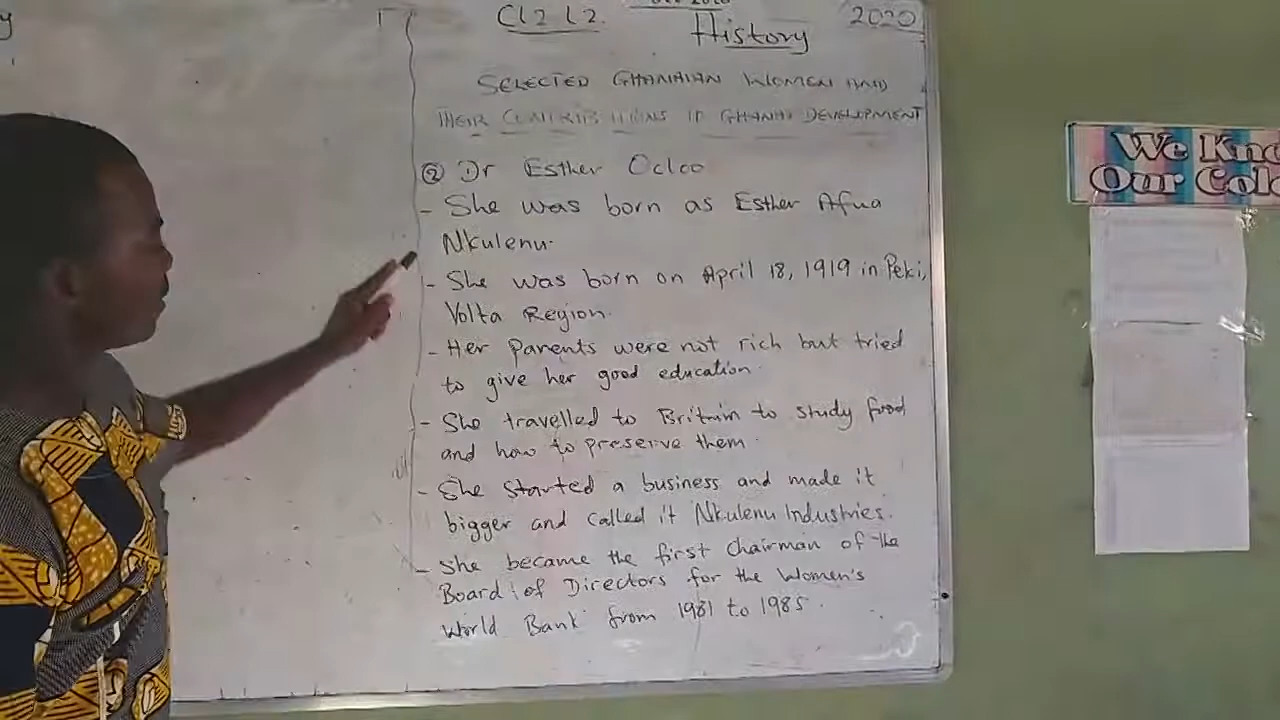 Cl2 L2.
2020
History
SELECTED GHANAIAN WOMEN AND
THEIR CONTRIBUTIONS IN GHANA'S DEVELOPMENT
② Dr Esther Ocloo
- She was born as Esther Afua
Nkulenu.
- She was born on April 18, 1919 in Peki,
Volta Region.
- Her parents were not rich but tried
to give her good education.
- She travelled to Britain to study food
and how to preserve them.
- She started a business and made it
bigger and called it Nkulenu Industries.
- She became the first Chairman of the
Board of Directors for the Women's
World Bank from 1981 to 1985.
We Kno
Our Col